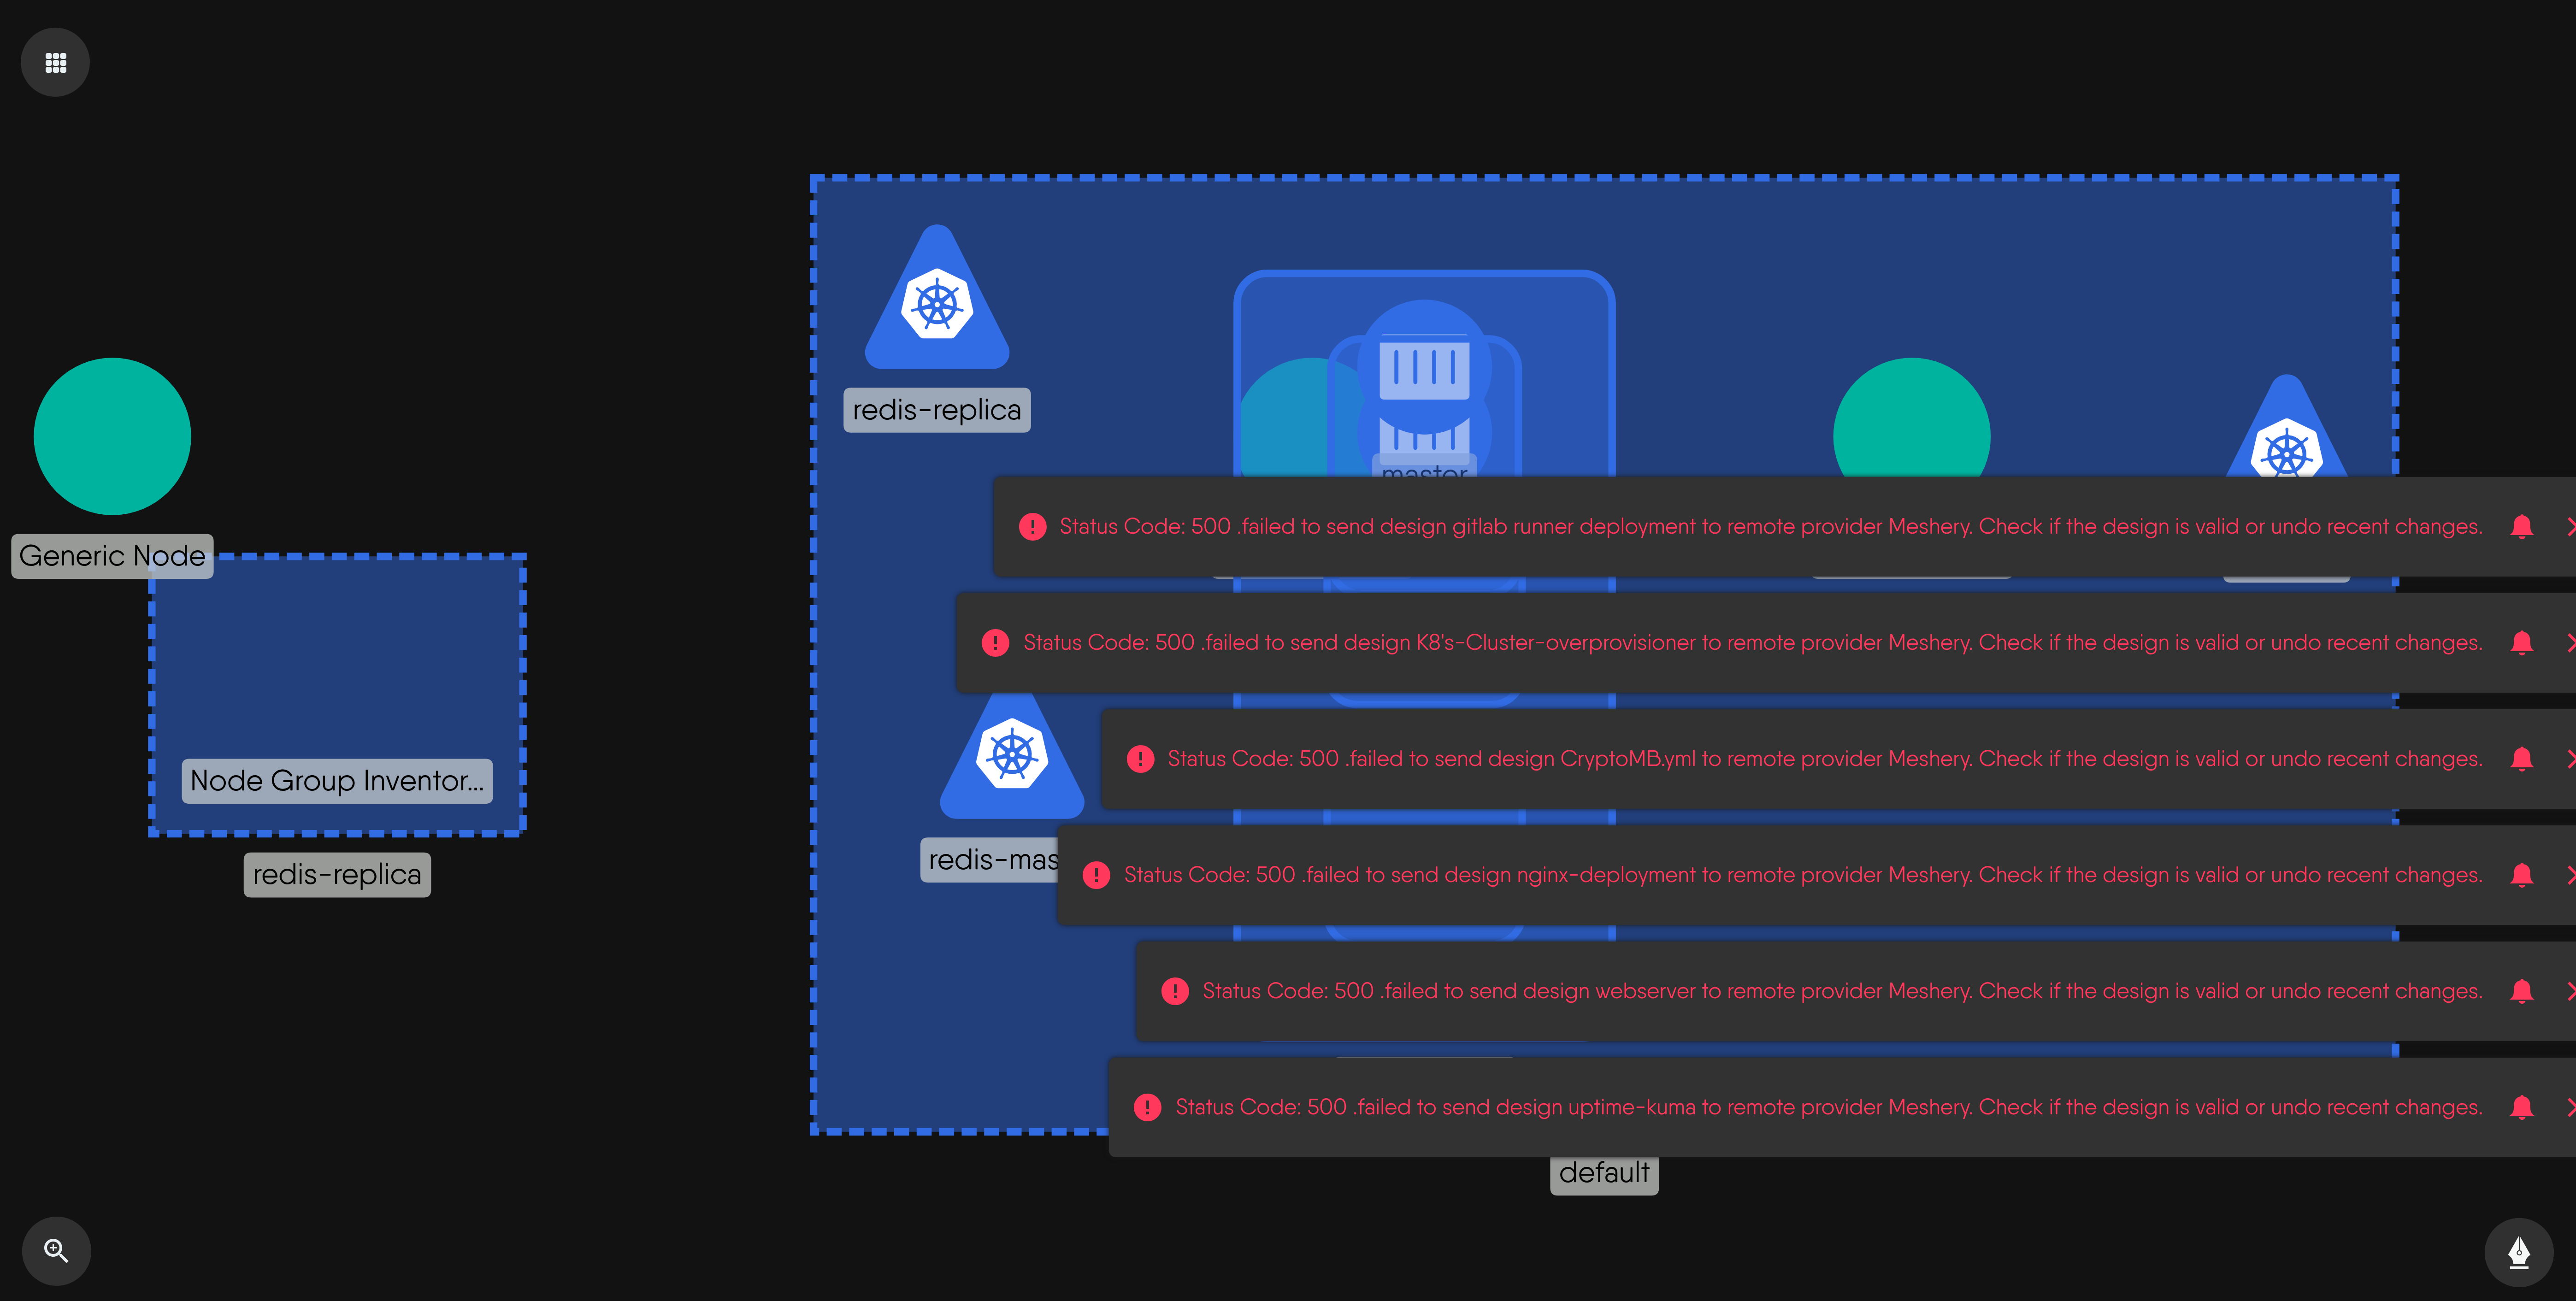 redis-replica
master
Status Code: 500 .failed to send design gitlab runner deployment to remote provider Meshery. Check if the design is valid or undo recent changes.
Generic Node
Status Code: 500 .failed to send design K8's-Cluster-overprovisioner to remote provider Meshery. Check if the design is valid or undo recent changes.
Status Code: 500 .failed to send design CryptoMB.yml to remote provider Meshery. Check if the design is valid or undo recent changes.
Node Group Inventor...
redis-mas
Status Code: 500 .failed to send design nginx-deployment to remote provider Meshery. Check if the design is valid or undo recent changes.
redis-replica
Status Code: 500 .failed to send design webserver to remote provider Meshery. Check if the design is valid or undo recent changes.
Status Code: 500 .failed to send design uptime-kuma to remote provider Meshery. Check if the design is valid or undo recent changes.
default